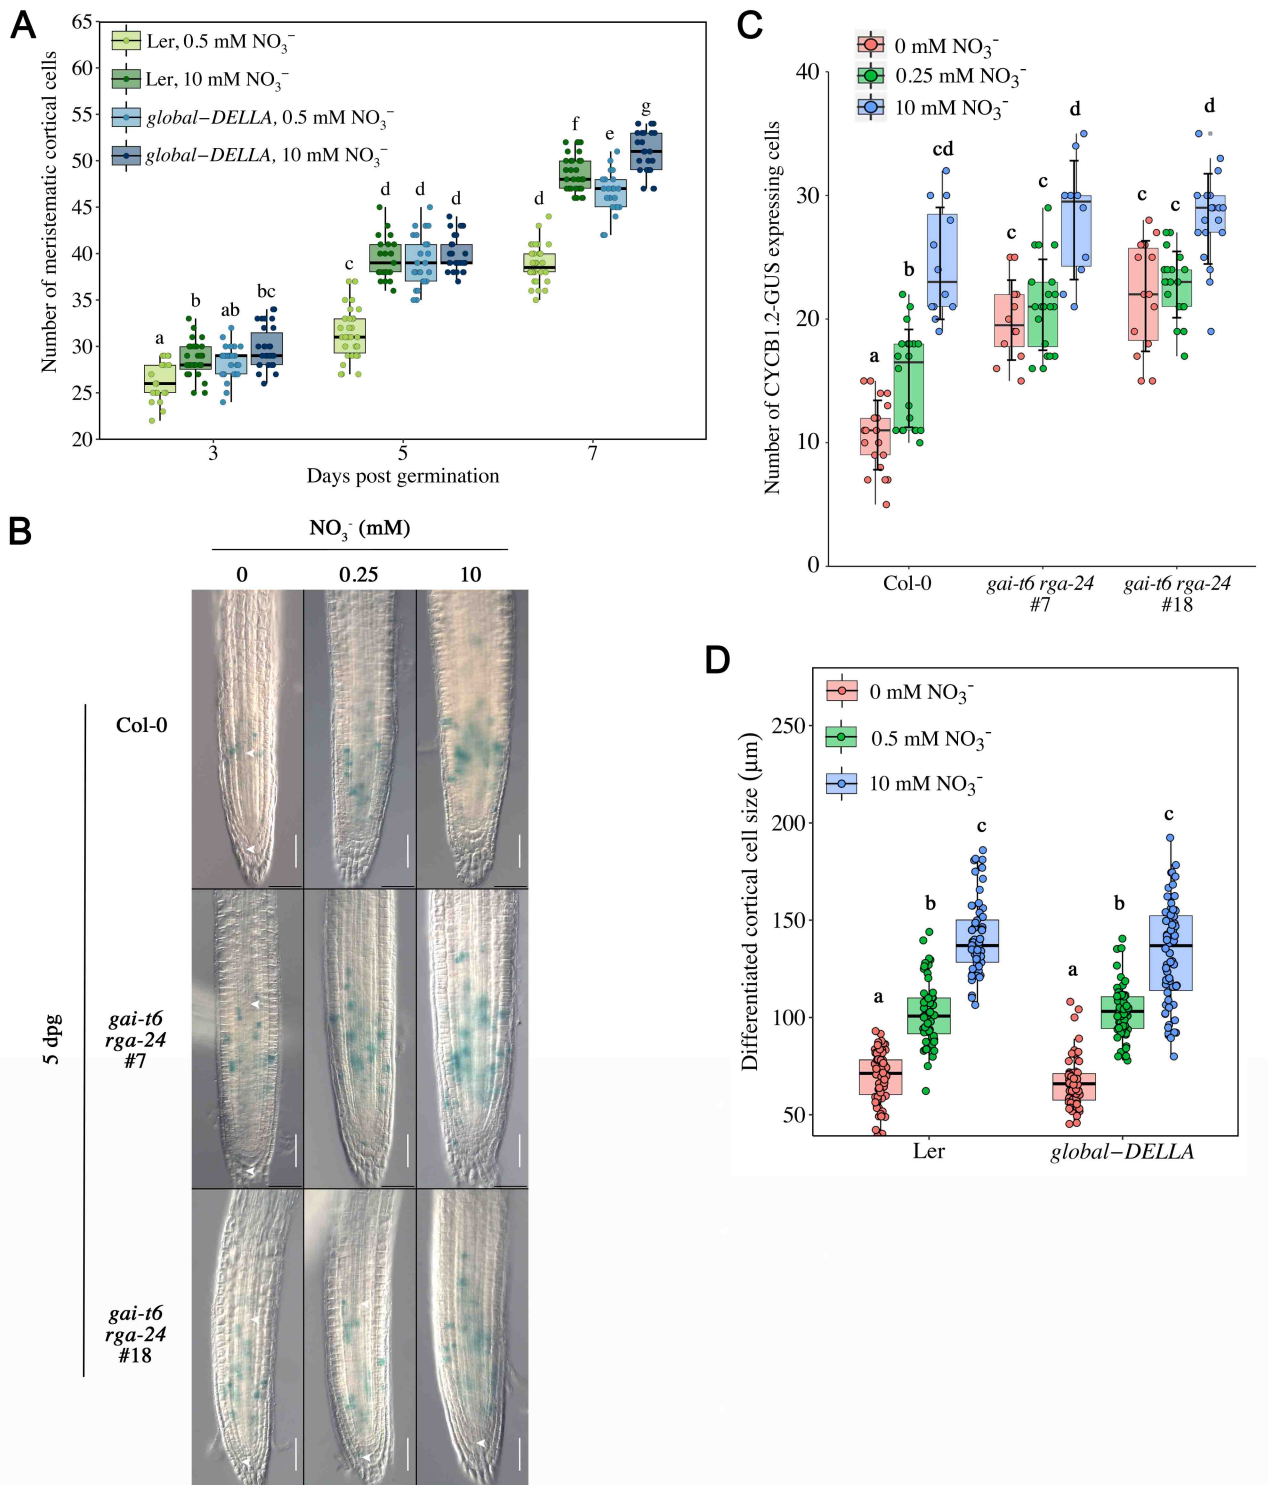 A
65
60
55
50
45
40
35
30
25
20
Number of meristematic cortical cells
Ler, 0.5 mM NO₃⁻
Ler, 10 mM NO₃⁻
global–DELLA, 0.5 mM NO₃⁻
global–DELLA, 10 mM NO₃⁻
a
b
ab
bc
c
d
d
d
d
f
e
g
3
5
7
Days post germination
C
0 mM NO₃⁻
0.25 mM NO₃⁻
10 mM NO₃⁻
40
30
20
10
0
Number of CYCB1.2-GUS expressing cells
a
b
cd
c
c
d
c
c
d
Col-0
gai-t6 rga-24
#7
gai-t6 rga-24
#18
B
NO₃⁻ (mM)
0
0.25
10
5 dpg
Col-0
gai-t6
rga-24
#7
gai-t6
rga-24
#18
D
0 mM NO₃⁻
0.5 mM NO₃⁻
10 mM NO₃⁻
250
200
150
100
50
Differentiated cortical cell size (μm)
a
b
c
a
b
c
Ler
global–DELLA